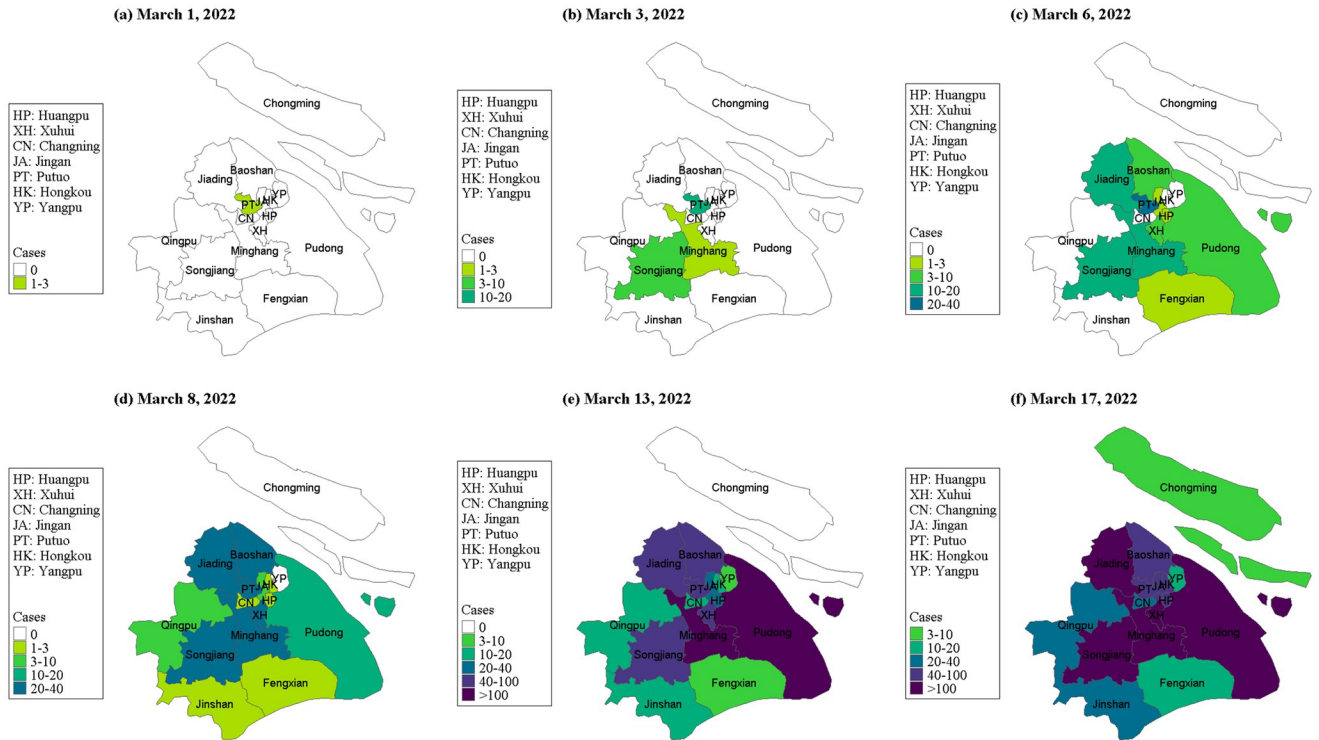 (a) March 1, 2022
HP: Huangpu
XH: Xuhui
CN: Changning
JA: Jingan
PT: Putuo
HK: Hongkou
YP: Yangpu
Cases
0
1-3
Chongming
Baoshan
Jiading
YP
JA
HK
PT
HP
CN
XH
Qingpu
Minghang
Pudong
Songjiang
Fengxian
Jinshan
(b) March 3, 2022
HP: Huangpu
XH: Xuhui
CN: Changning
JA: Jingan
PT: Putuo
HK: Hongkou
YP: Yangpu
Cases
0
1-3
3-10
10-20
Chongming
Baoshan
Jiading
YP
JA
HK
PT
HP
CN
XH
Qingpu
Minghang
Pudong
Songjiang
Fengxian
Jinshan
(c) March 6, 2022
HP: Huangpu
XH: Xuhui
CN: Changning
JA: Jingan
PT: Putuo
HK: Hongkou
YP: Yangpu
Cases
0
1-3
3-10
10-20
20-40
Chongming
Baoshan
Jiading
YP
JA
HK
PT
HP
CN
XH
Qingpu
Minghang
Pudong
Songjiang
Fengxian
Jinshan
(d) March 8, 2022
HP: Huangpu
XH: Xuhui
CN: Changning
JA: Jingan
PT: Putuo
HK: Hongkou
YP: Yangpu
Cases
0
1-3
3-10
10-20
20-40
Chongming
Baoshan
Jiading
YP
JA
HK
PT
HP
CN
XH
Qingpu
Minghang
Pudong
Songjiang
Fengxian
Jinshan
(e) March 13, 2022
HP: Huangpu
XH: Xuhui
CN: Changning
JA: Jingan
PT: Putuo
HK: Hongkou
YP: Yangpu
Cases
0
3-10
10-20
20-40
40-100
>100
Chongming
Baoshan
Jiading
YP
JA
HK
PT
HP
CN
XH
Qingpu
Minghang
Pudong
Songjiang
Fengxian
Jinshan
(f) March 17, 2022
HP: Huangpu
XH: Xuhui
CN: Changning
JA: Jingan
PT: Putuo
HK: Hongkou
YP: Yangpu
Cases
3-10
10-20
20-40
40-100
>100
Chongming
Baoshan
Jiading
YP
JA
HK
PT
HP
CN
XH
Qingpu
Minghang
Pudong
Songjiang
Fengxian
Jinshan